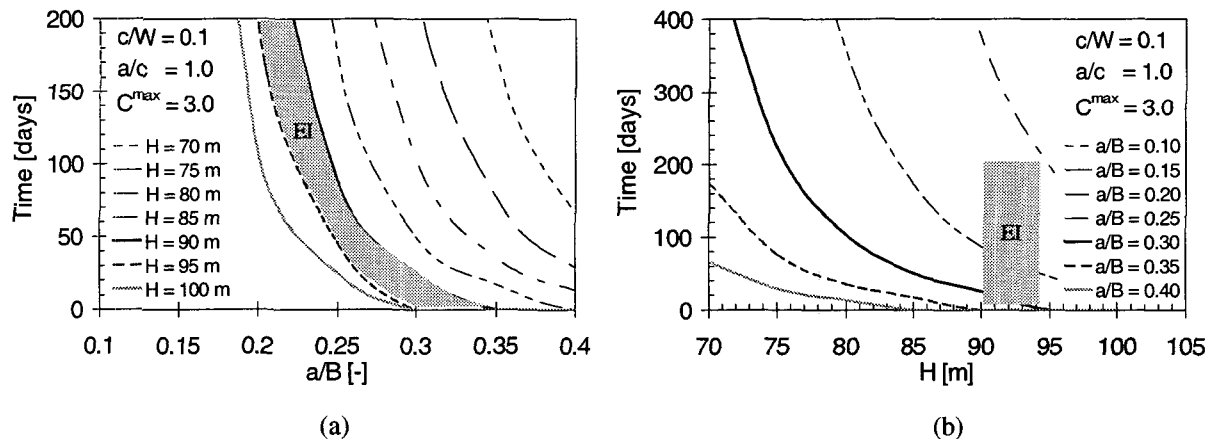 200
150
100
50
0
Time [days]
c/W = 0.1
a/c = 1.0
C^max = 3.0
EI
H = 70 m
H = 75 m
H = 80 m
H = 85 m
H = 90 m
H = 95 m
H = 100 m
0.1 0.15 0.2 0.25 0.3 0.35 0.4
a/B [-]
(a)
400
300
200
100
0
Time [days]
c/W = 0.1
a/c = 1.0
C^max = 3.0
EI
a/B = 0.10
a/B = 0.15
a/B = 0.20
a/B = 0.25
a/B = 0.30
a/B = 0.35
a/B = 0.40
70 75 80 85 90 95 100 105
H [m]
(b)